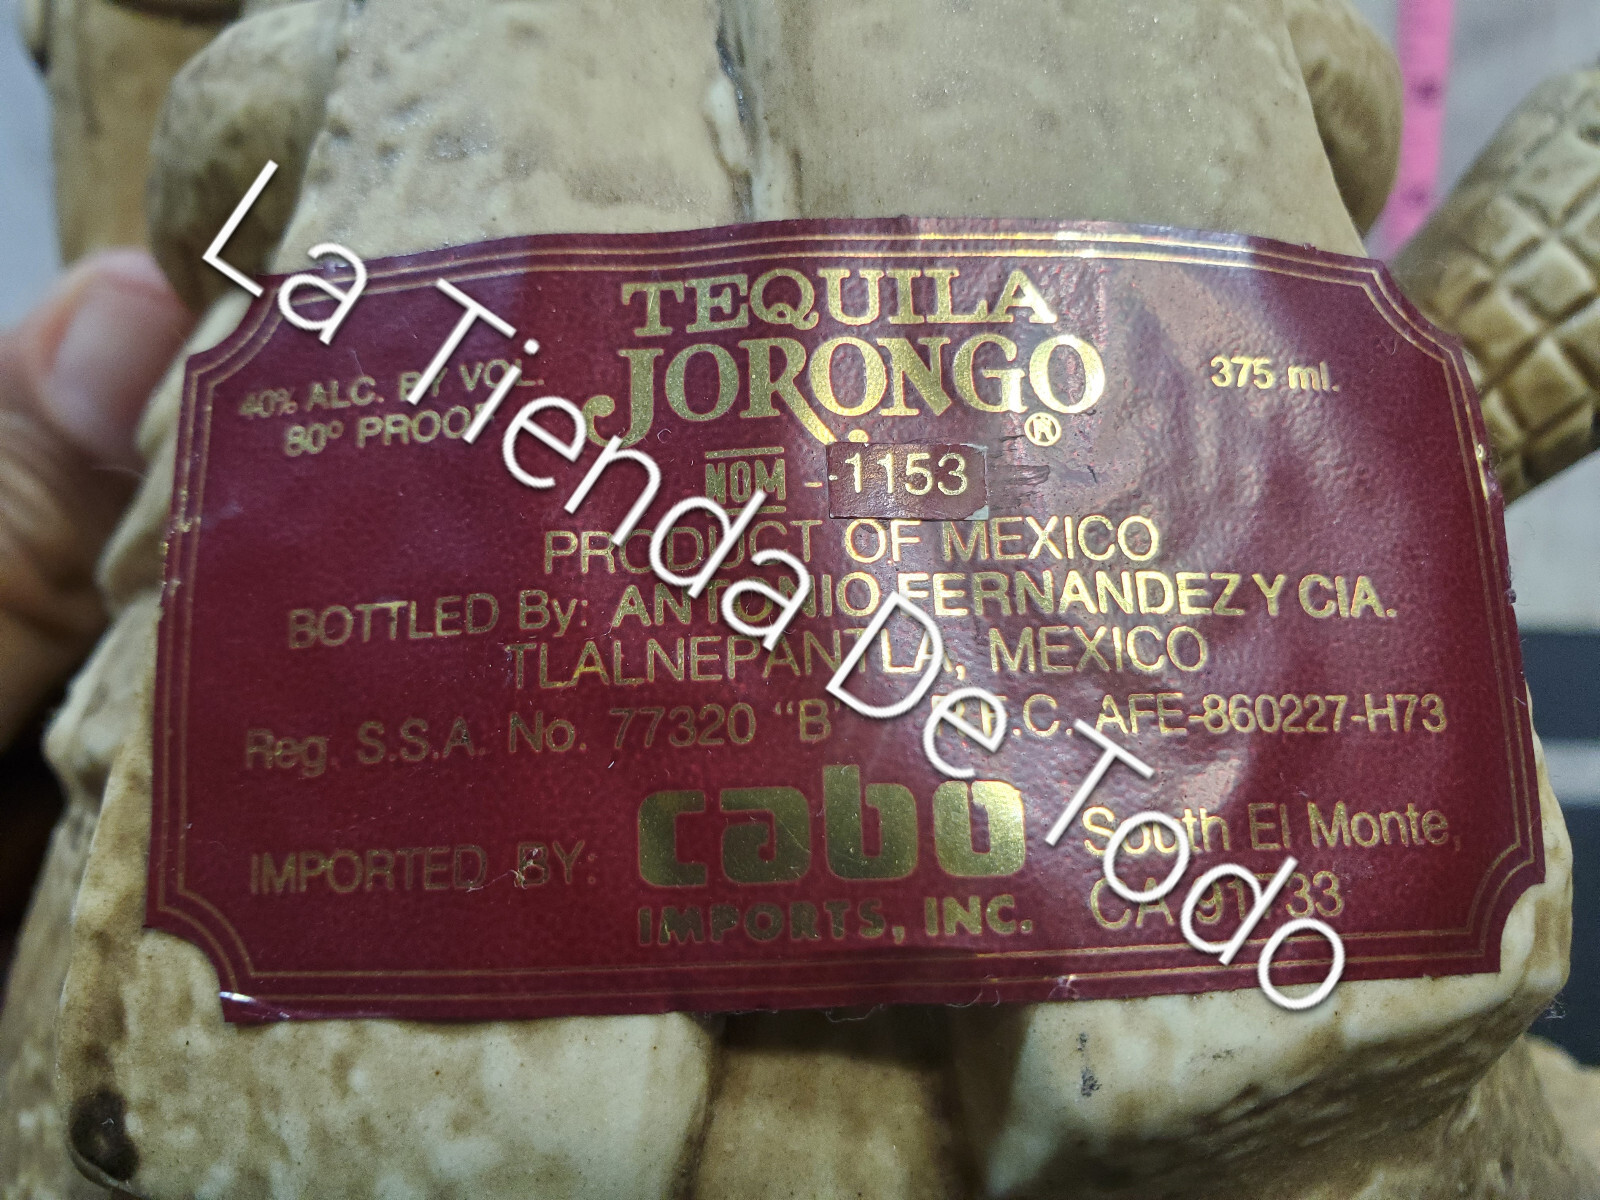 TEQUILA
JORONGO
®
40% ALC. BY VOL.
80° PROOF
375 ml.
NOM - -1153
PRODUCT OF MEXICO
BOTTLED By: ANTONIO FERNANDEZ Y CIA.
TLALNEPANTLA, MEXICO
Reg. S.S.A. No. 77320 "B" R.F.C. AFE-860227-H73
IMPORTED BY:
cabo
IMPORTS, INC.
South El Monte,
CA 91733
La Tienda De Todo